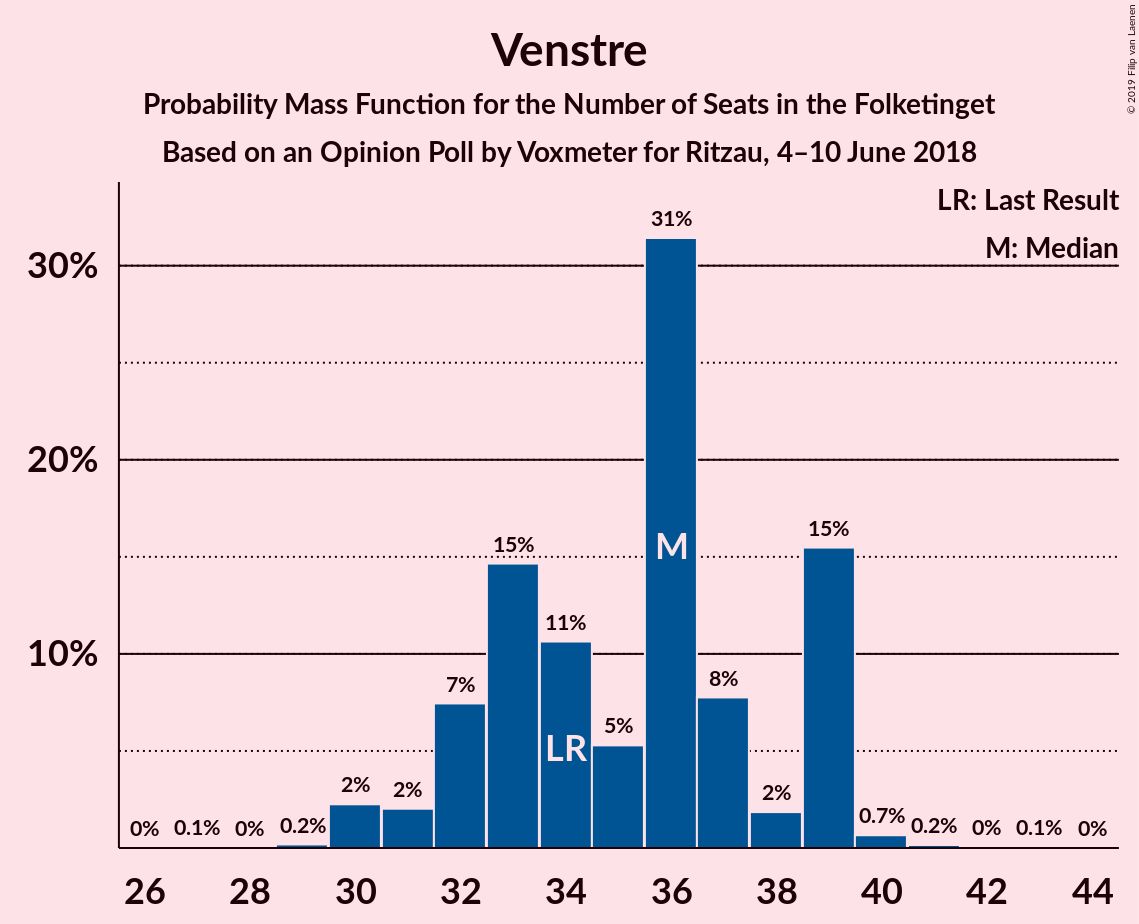 Venstre
Probability Mass Function for the Number of Seats in the Folketinget
Based on an Opinion Poll by Voxmeter for Ritzau, 4–10 June 2018
© 2019 Filip van Laenen
LR: Last Result
M: Median
30%
20%
10%
0%
0.1%
0%
0.2%
2%
2%
7%
15%
11%
5%
31%
8%
2%
15%
0.7%
0.2%
0%
0.1%
0%
LR
M
26 28 30 32 34 36 38 40 42 44